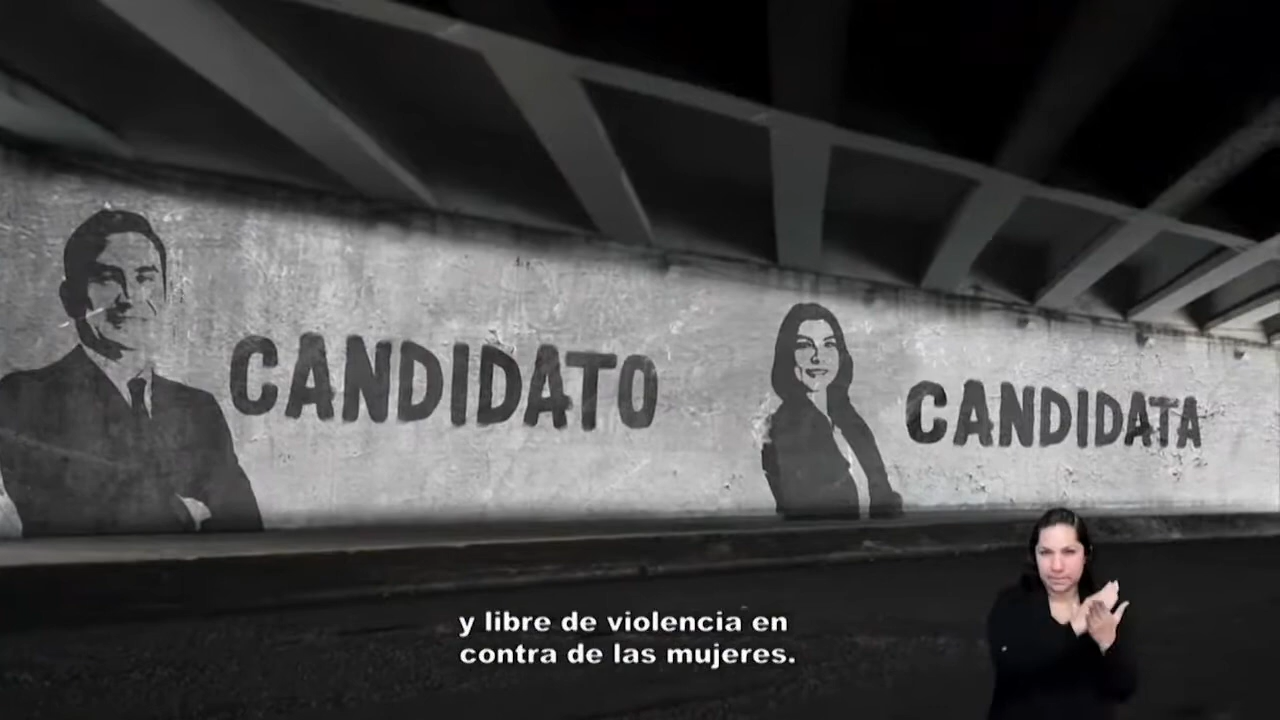 CANDIDATO
CANDIDATA
y libre de violencia en
contra de las mujeres.